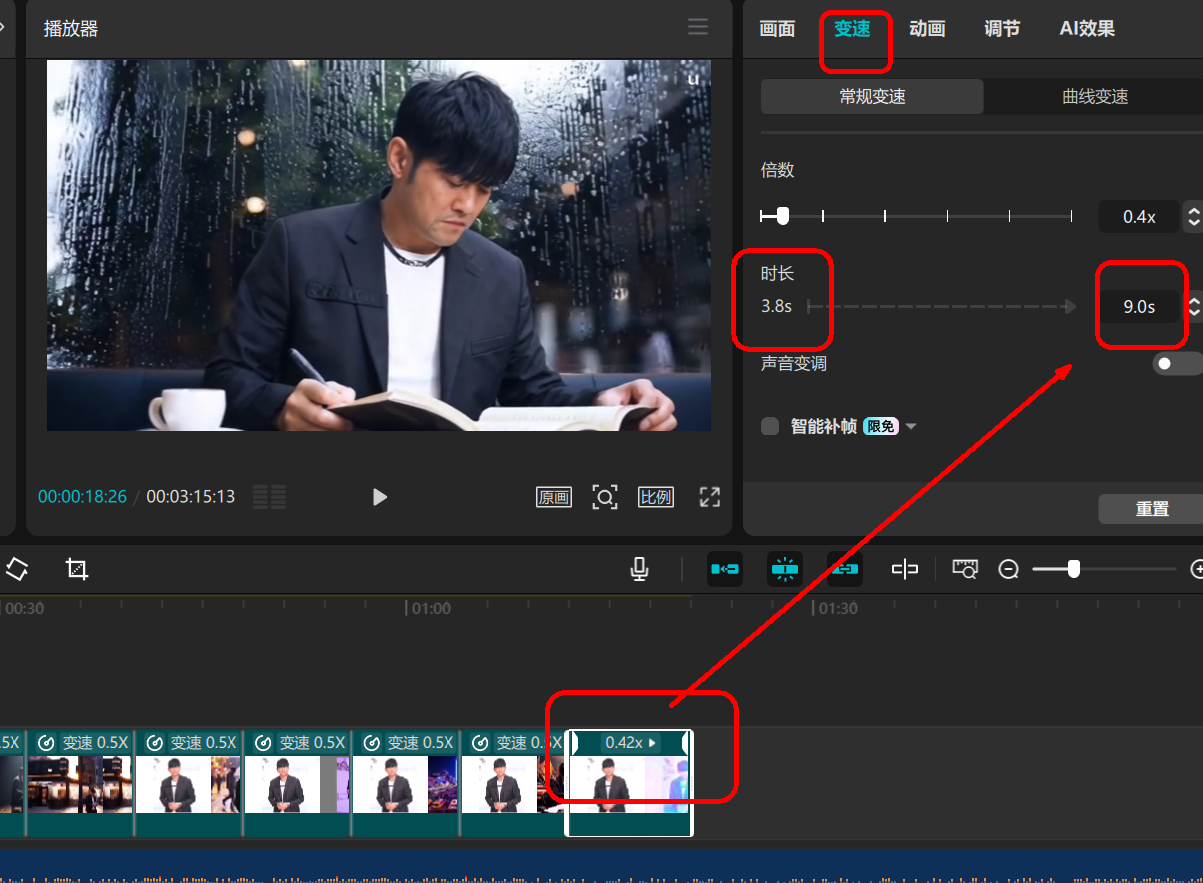 播放器
画面 变速 动画 调节 AI效果
常规变速 曲线变速
u
倍数
0.4x
时长
3.8s 9.0s
声音变调
智能补帧 限免
00:00:18:26 / 00:03:15:13
原画 比例
重置
00:30 01:00 01:30
.5X 变速 0.5X 变速 0.5X 变速 0.5X 变速 0.5X 变速 0.5X 0.42x